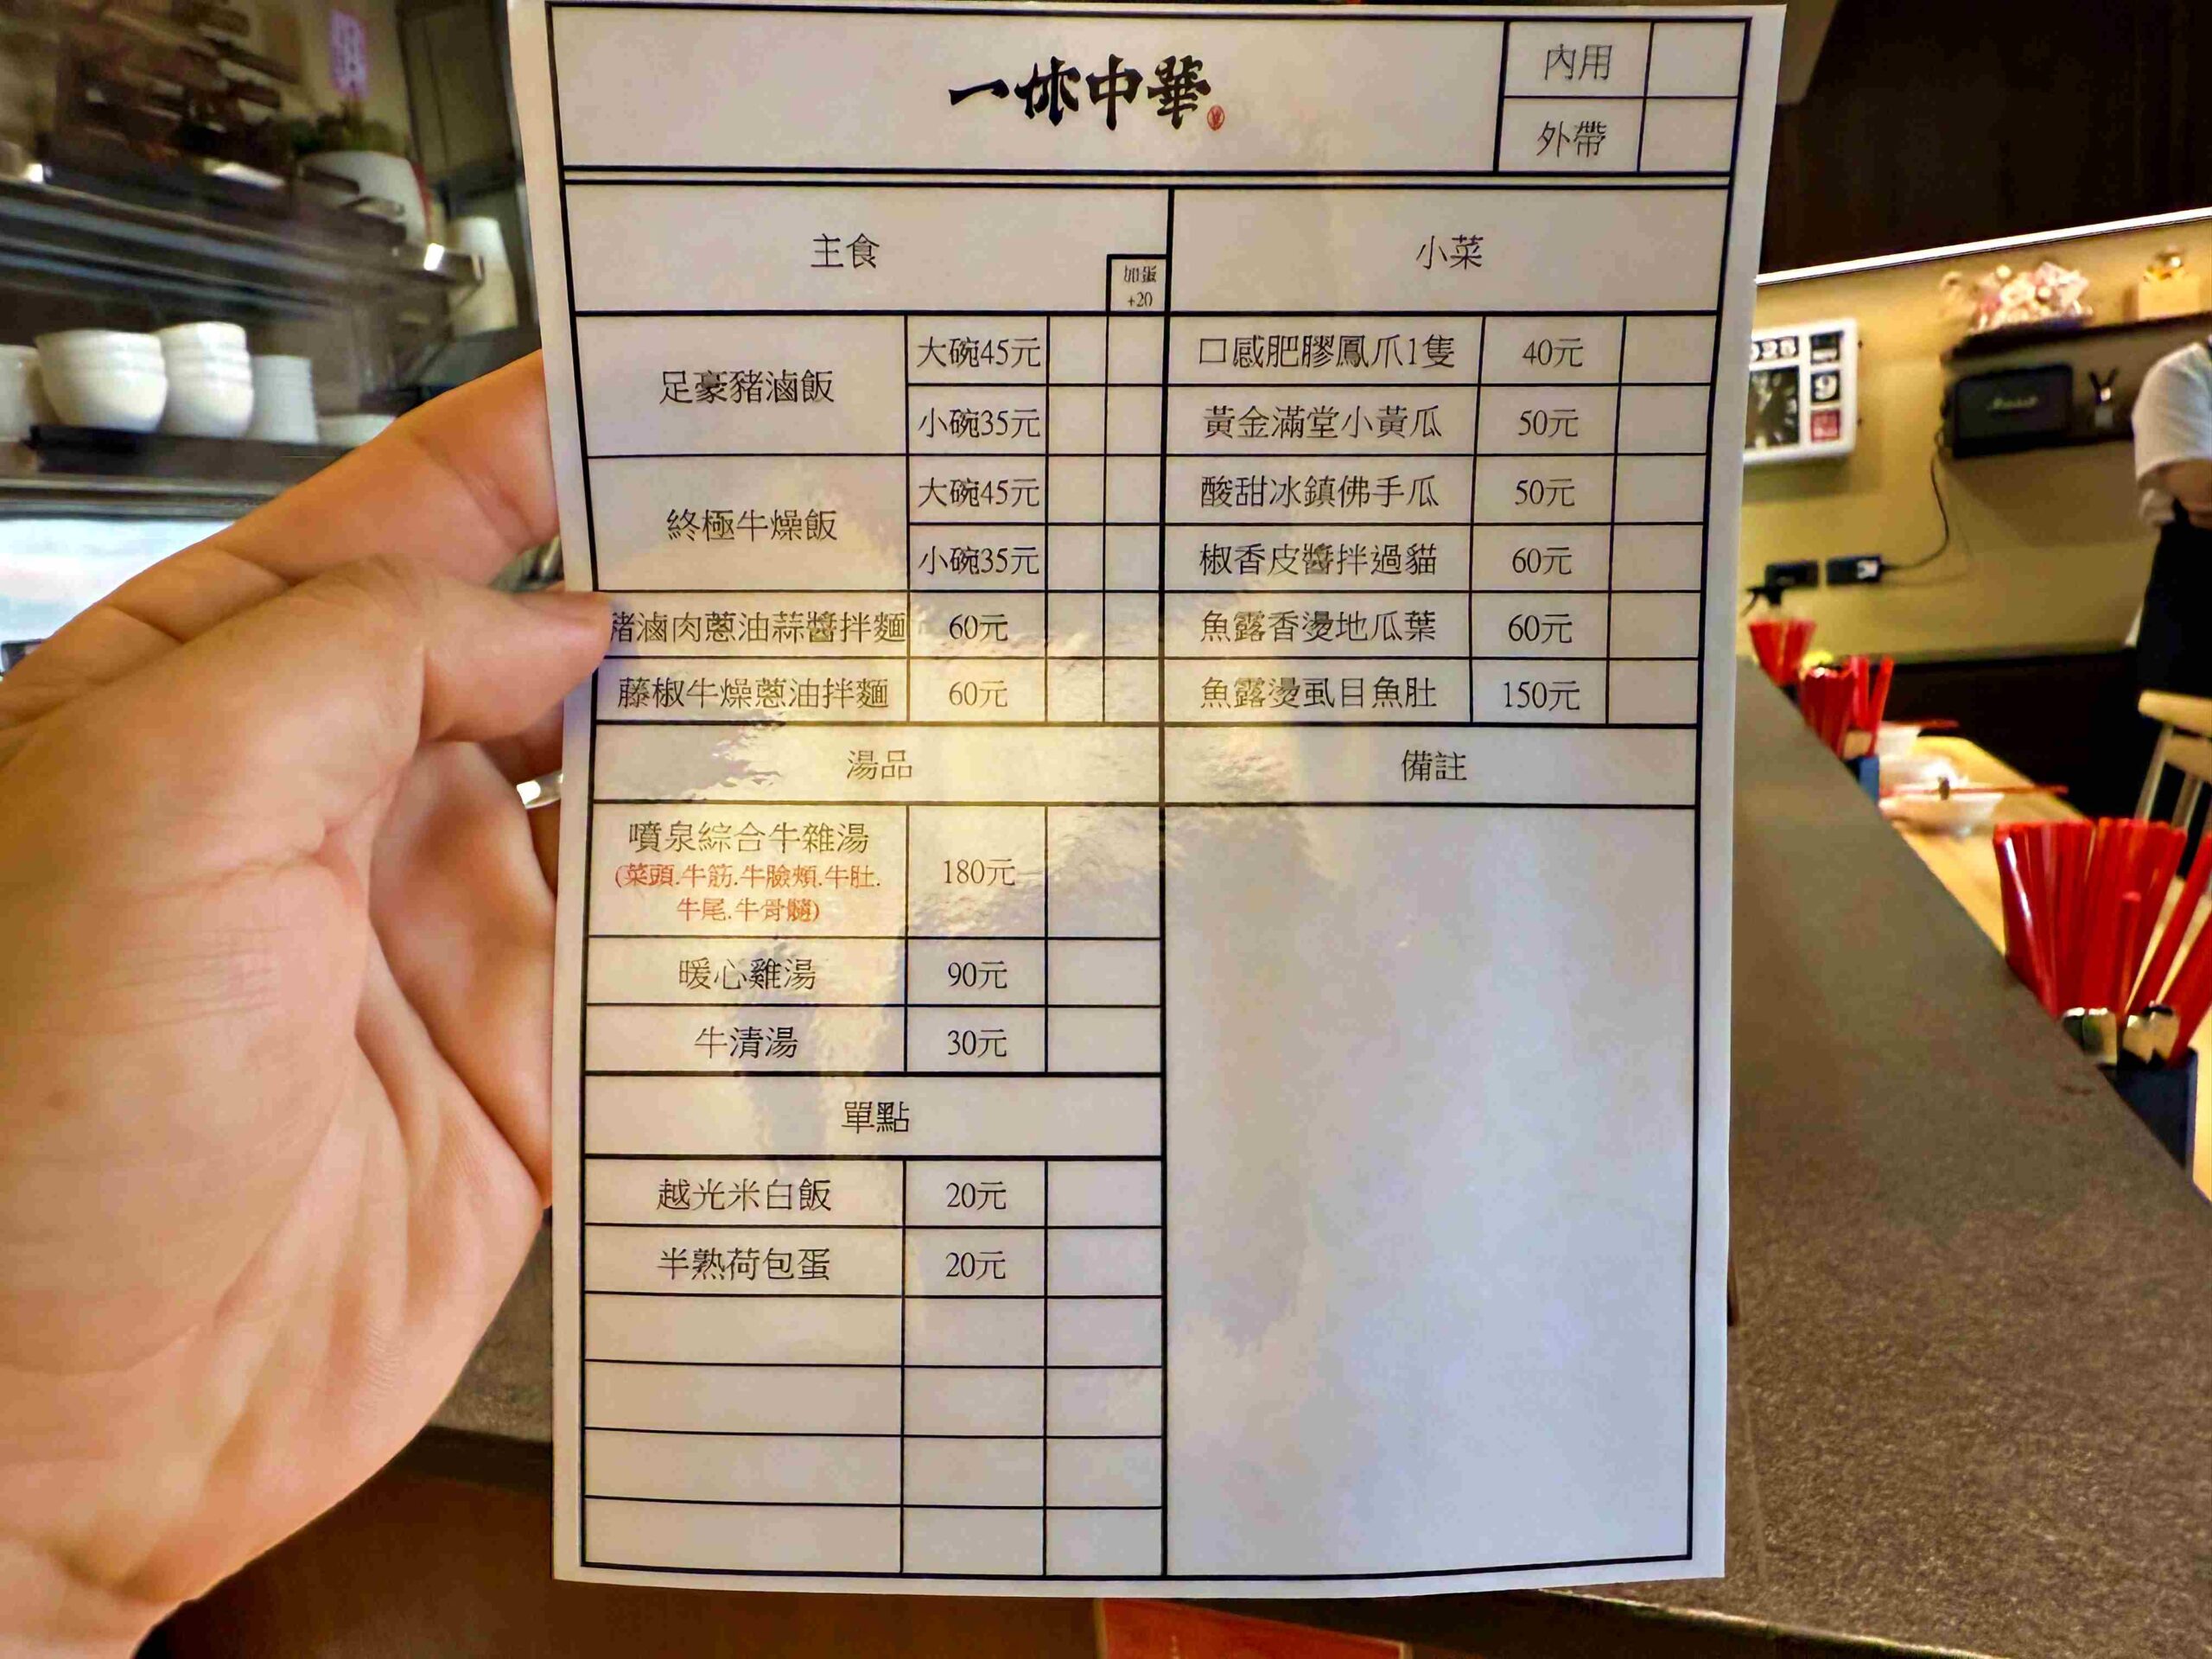 一休中華
內用
外帶
主食
加蛋
+20
足豪豬滷飯
大碗45元
小碗35元
終極牛燥飯
大碗45元
小碗35元
豬滷肉蔥油蒜醬拌麵 60元
藤椒牛燥蔥油拌麵 60元
小菜
口感肥膠鳳爪1隻 40元
黃金滿堂小黃瓜 50元
酸甜冰鎮佛手瓜 50元
椒香皮醬拌過貓 60元
魚露香燙地瓜葉 60元
魚露燙虱目魚肚 150元
湯品
噴泉綜合牛雜湯
(菜頭.牛筋.牛臉頰.牛肚.
牛尾.牛骨髓)
180元
暖心雞湯 90元
牛清湯 30元
單點
越光米白飯 20元
半熟荷包蛋 20元
備註
9
Marshall